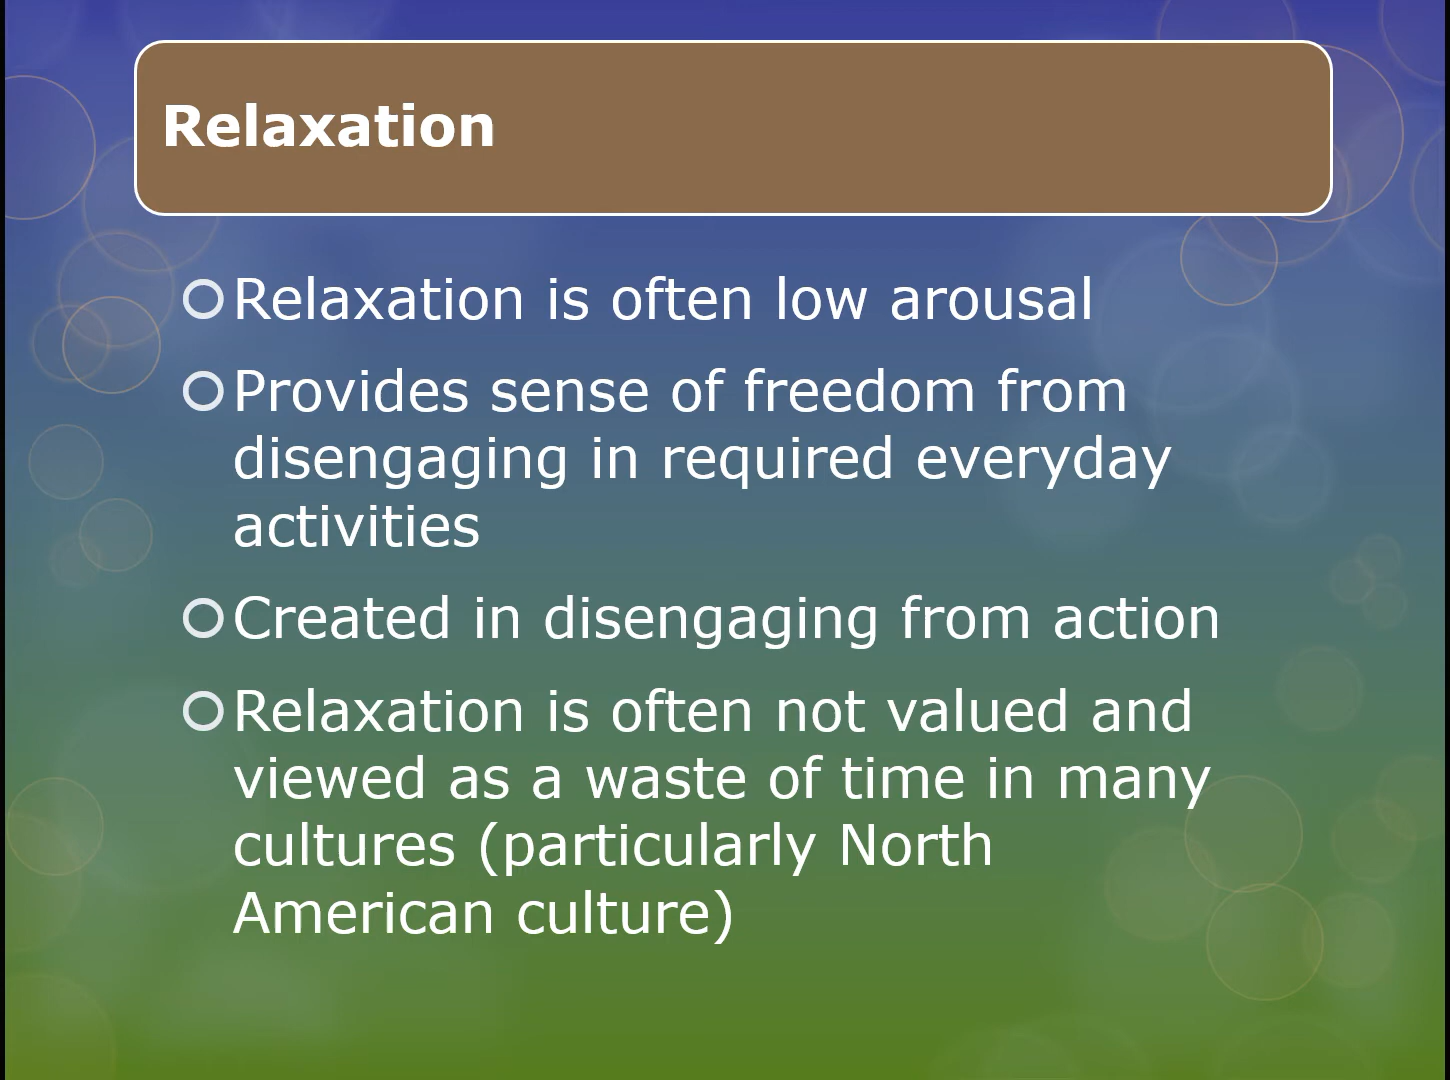 Relaxation
Relaxation is often low arousal
Provides sense of freedom from
disengaging in required everyday
activities
Created in disengaging from action
Relaxation is often not valued and
viewed as a waste of time in many
cultures (particularly North
American culture)